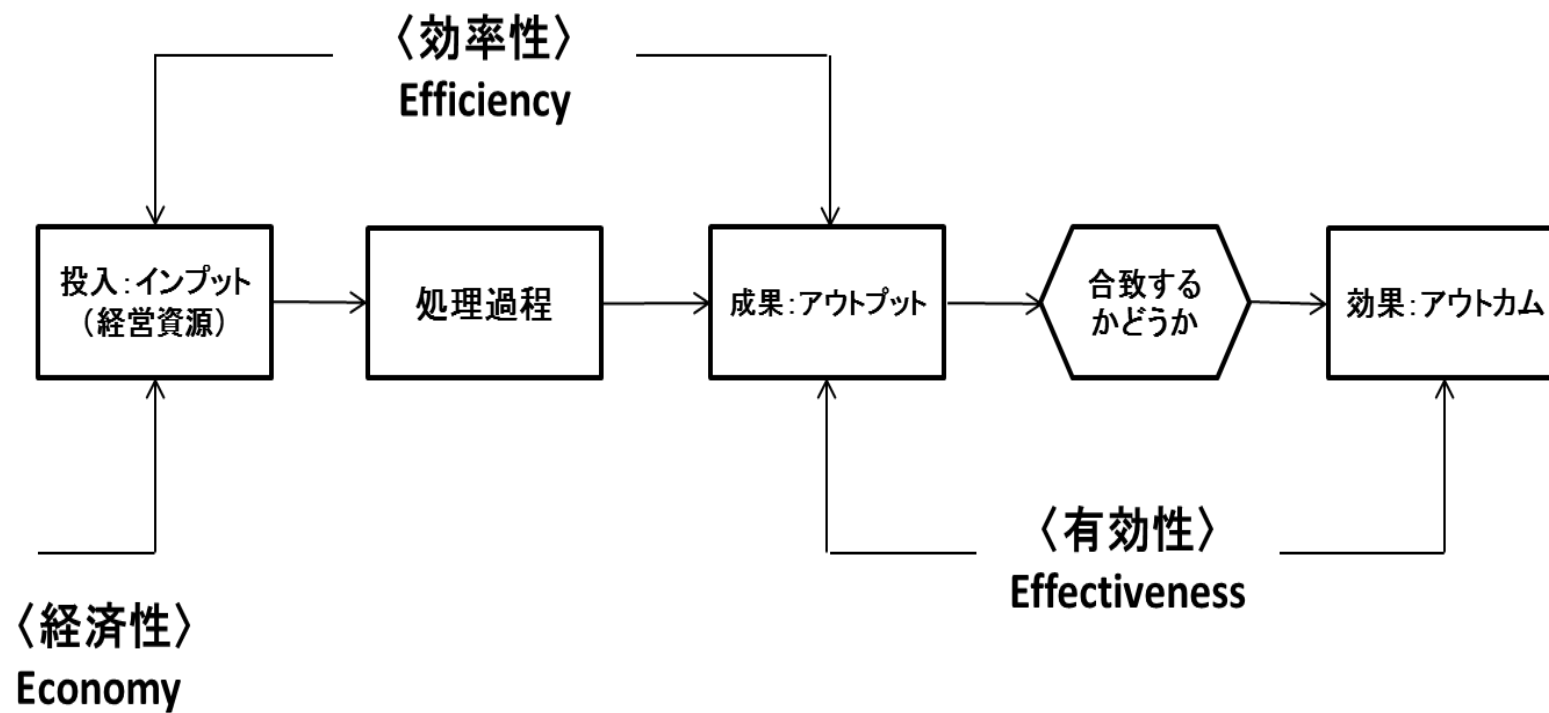 〈効率性〉
Efficiency
投入：インプット
（経営資源）
処理過程
成果：アウトプット
合致する
かどうか
効果：アウトカム
〈有効性〉
Effectiveness
〈経済性〉
Economy